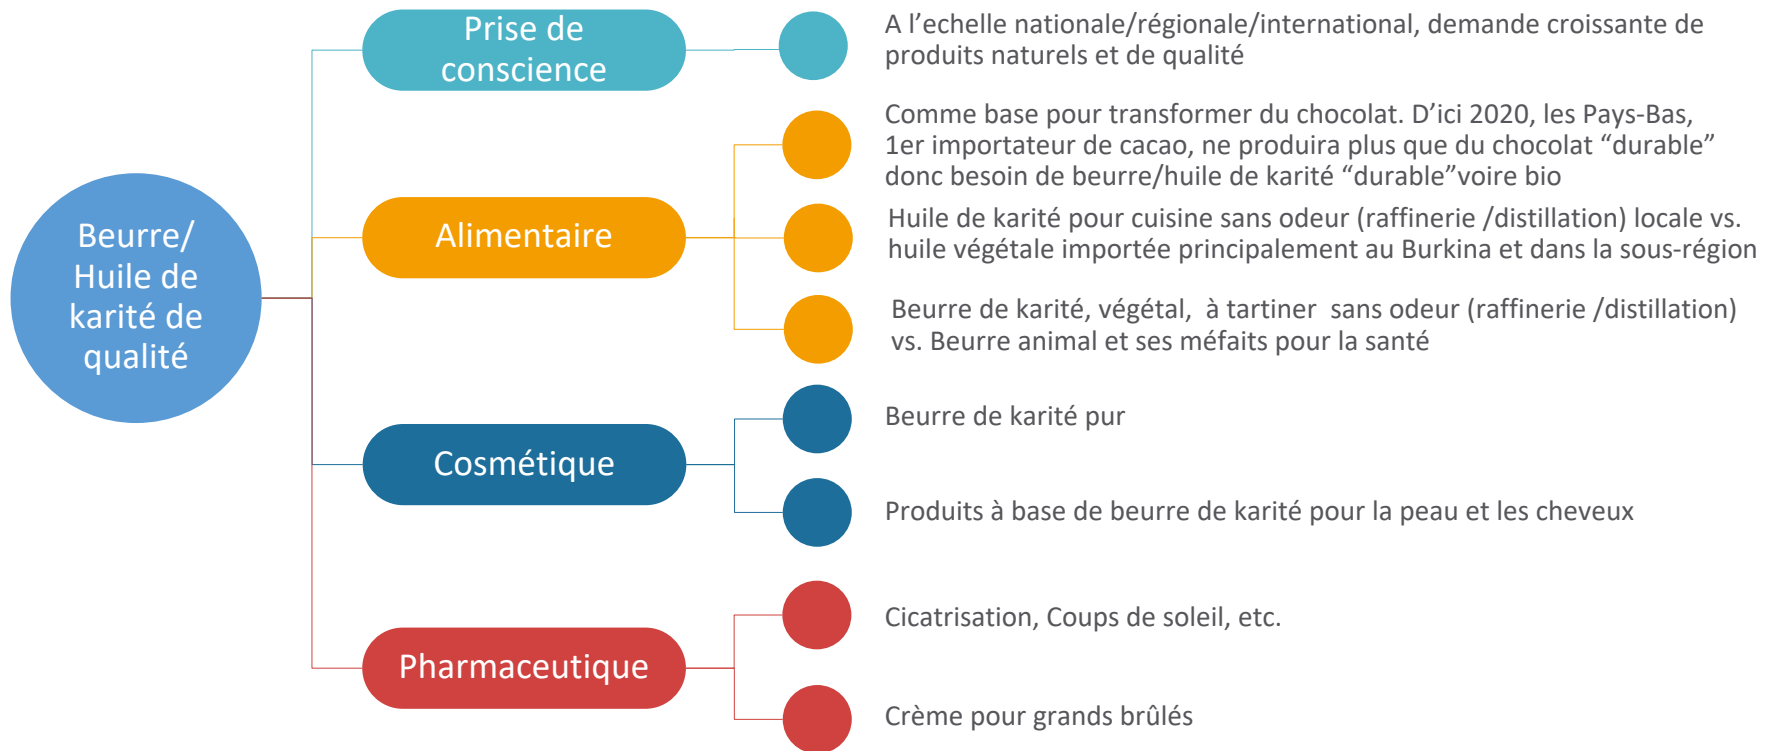 Beurre/
Huile de
karité de
qualité
Prise de
conscience
A l’echelle nationale/régionale/international, demande croissante de
produits naturels et de qualité
Alimentaire
Comme base pour transformer du chocolat. D’ici 2020, les Pays-Bas,
1er importateur de cacao, ne produira plus que du chocolat “durable”
donc besoin de beurre/huile de karité “durable”voire bio
Huile de karité pour cuisine sans odeur (raffinerie /distillation) locale vs.
huile végétale importée principalement au Burkina et dans la sous-région
Beurre de karité, végétal, à tartiner sans odeur (raffinerie /distillation)
vs. Beurre animal et ses méfaits pour la santé
Cosmétique
Beurre de karité pur
Produits à base de beurre de karité pour la peau et les cheveux
Pharmaceutique
Cicatrisation, Coups de soleil, etc.
Crème pour grands brûlés